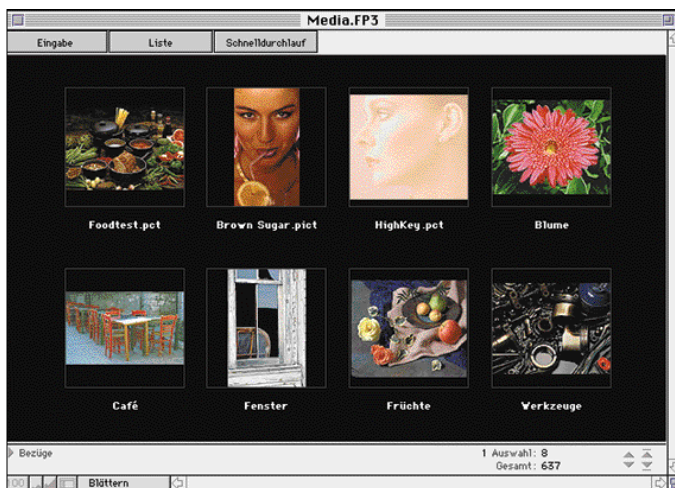 Media.FP3
Eingabe Liste Schnelldurchlauf
Foodtest.pct Brown Sugar.pict HighKey.pct Blume
Café Fenster Früchte Werkzeuge
Bezüge 1 Auswahl: 8
Gesamt: 637
100 Blättern